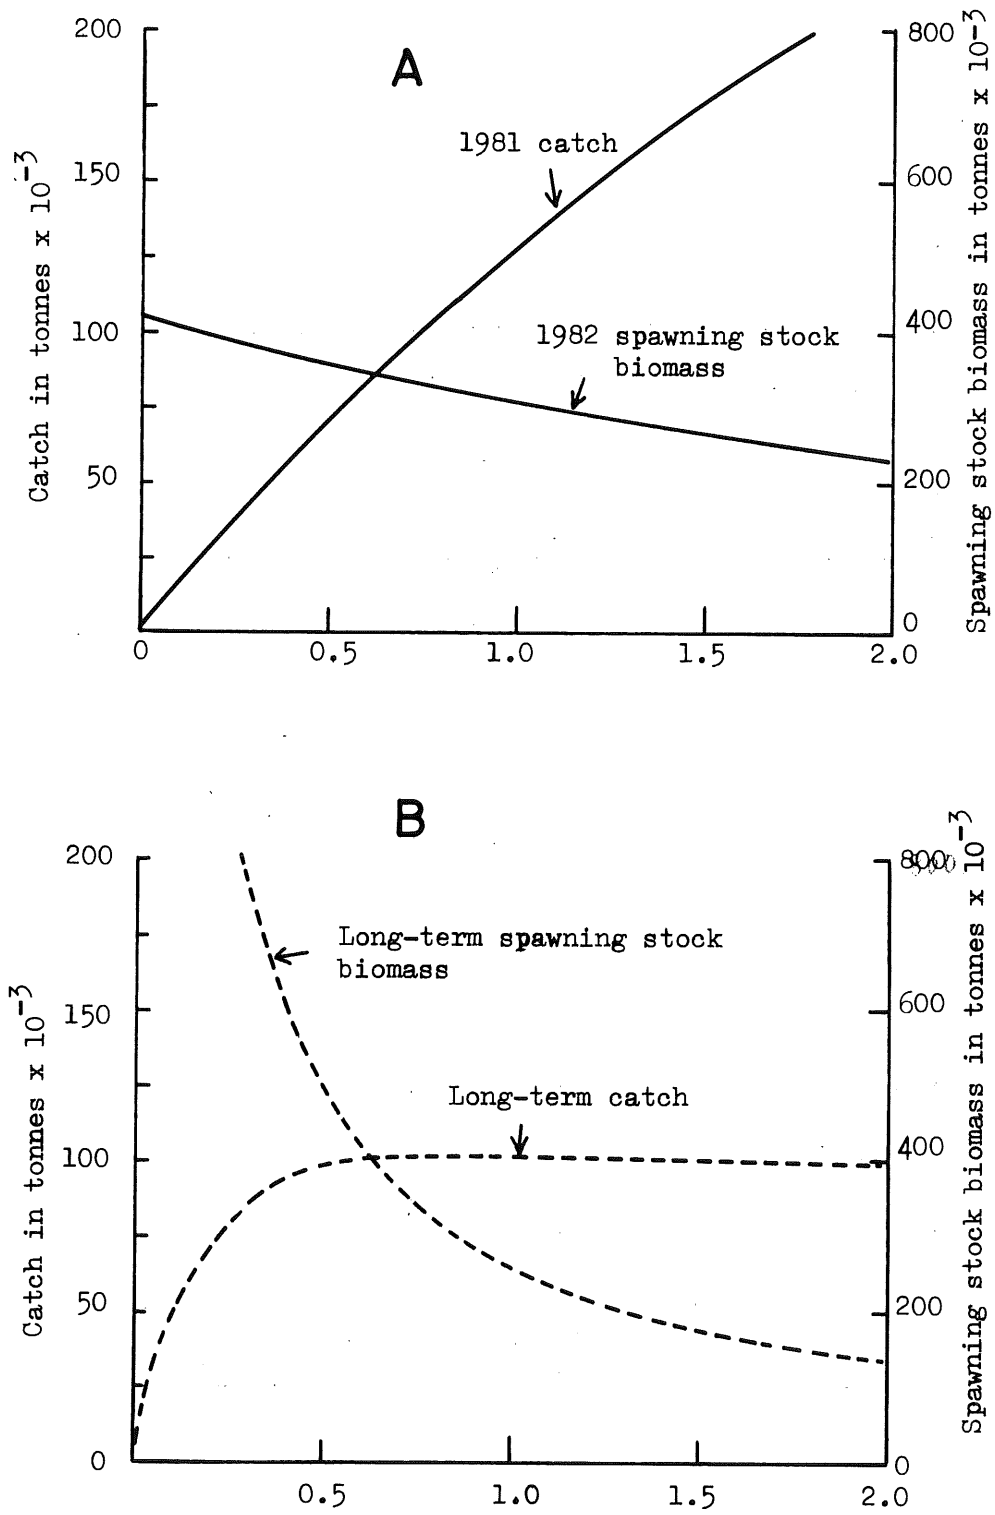 A
200
150
100
50
Catch in tonnes x 10-3
800
600
400
200
0
Spawning stock biomass in tonnes x 10-3
1981 catch
1982 spawning stock
biomass
0
0.5
1.0
1.5
2.0
B
200
150
100
50
0
Catch in tonnes x 10-3
800
600
400
200
0
Spawning stock biomass in tonnes x 10-3
Long-term spawning stock
biomass
Long-term catch
0.5
1.0
1.5
2.0